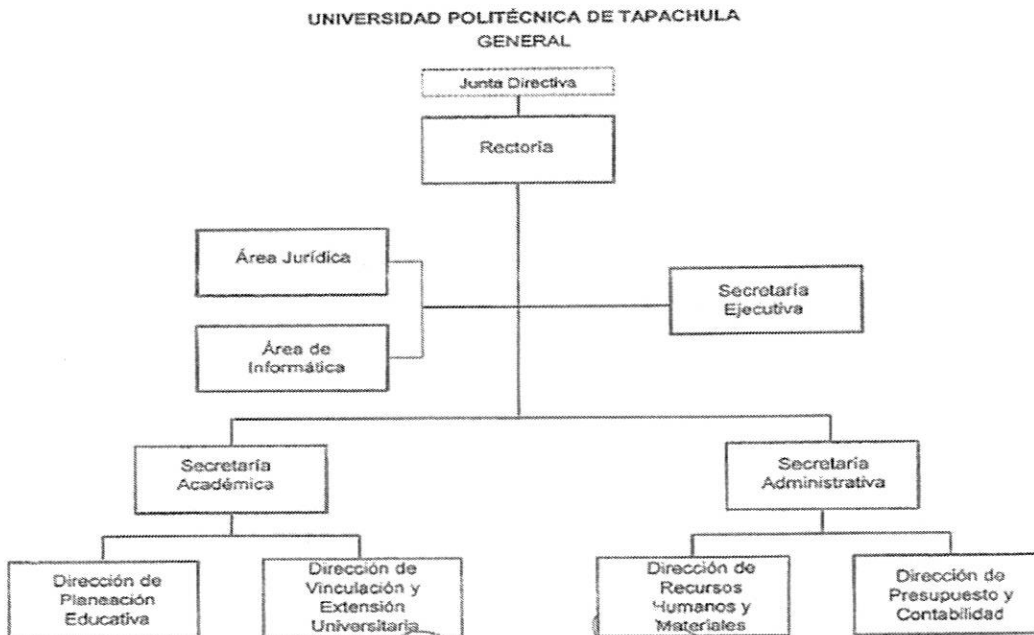 UNIVERSIDAD POLITÉCNICA DE TAPACHULA
GENERAL
Junta Directiva
Rectoría
Área Jurídica
Secretaría
Ejecutiva
Área de
Informática
Secretaría
Académica
Secretaría
Administrativa
Dirección de
Planeación
Educativa
Dirección de
Vinculación y
Extensión
Universitaria
Dirección de
Recursos
Humanos y
Materiales
Dirección de
Presupuesto y
Contabilidad